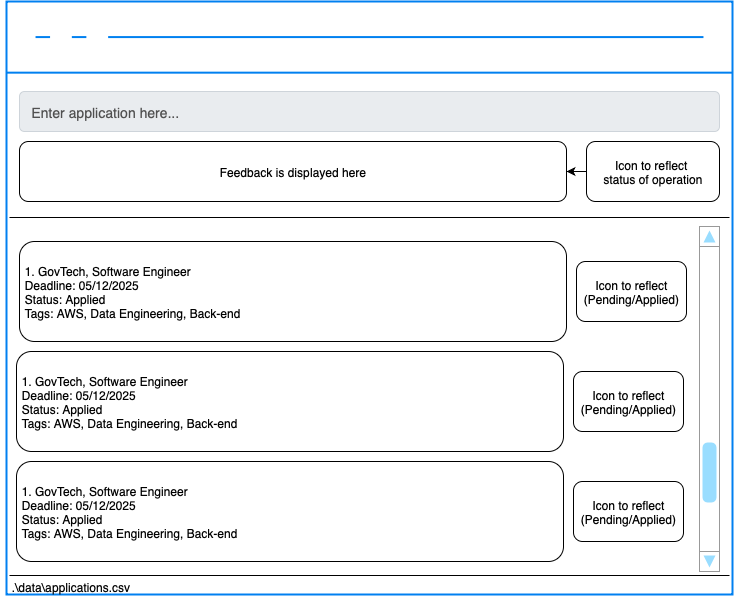 Enter application here...
Feedback is displayed here
Icon to reflect
status of operation
1. GovTech, Software Engineer
Deadline: 05/12/2025
Status: Applied
Tags: AWS, Data Engineering, Back-end
Icon to reflect
(Pending/Applied)
1. GovTech, Software Engineer
Deadline: 05/12/2025
Status: Applied
Tags: AWS, Data Engineering, Back-end
Icon to reflect
(Pending/Applied)
1. GovTech, Software Engineer
Deadline: 05/12/2025
Status: Applied
Tags: AWS, Data Engineering, Back-end
Icon to reflect
(Pending/Applied)
.\data\applications.csv